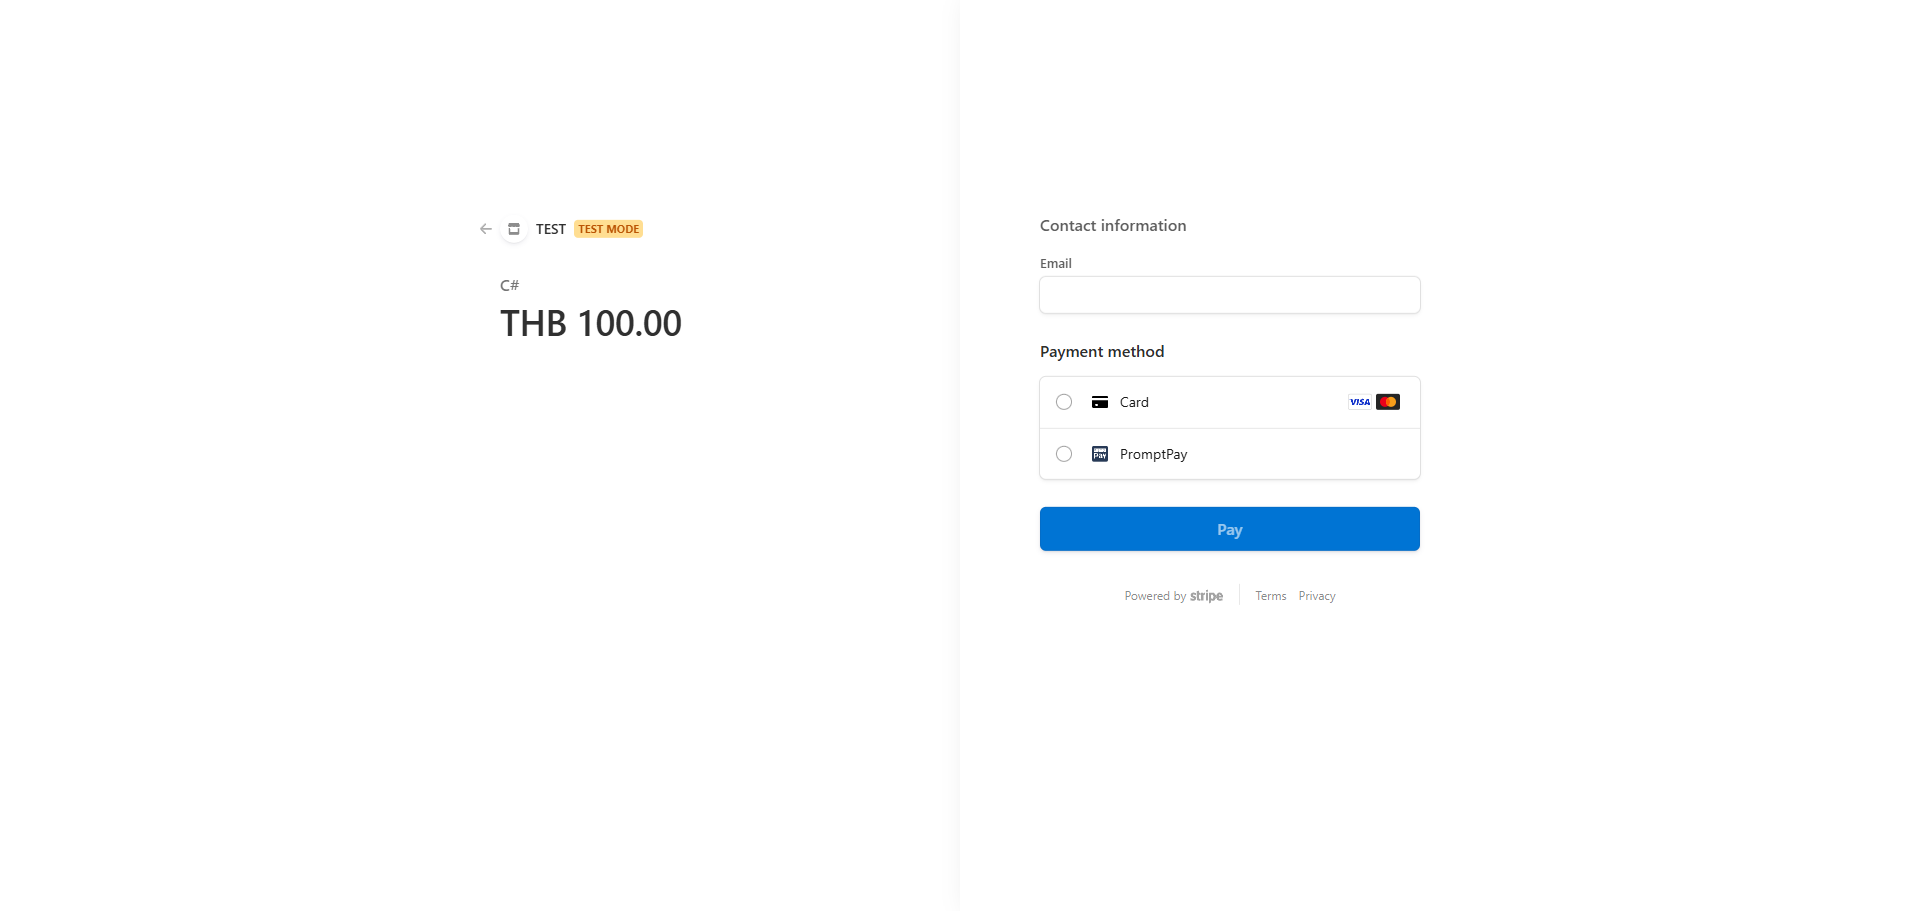 TEST TEST MODE
C#
THB 100.00
Contact information
Email
Payment method
Card VISA
PromptPay
Pay
Powered by stripe Terms Privacy